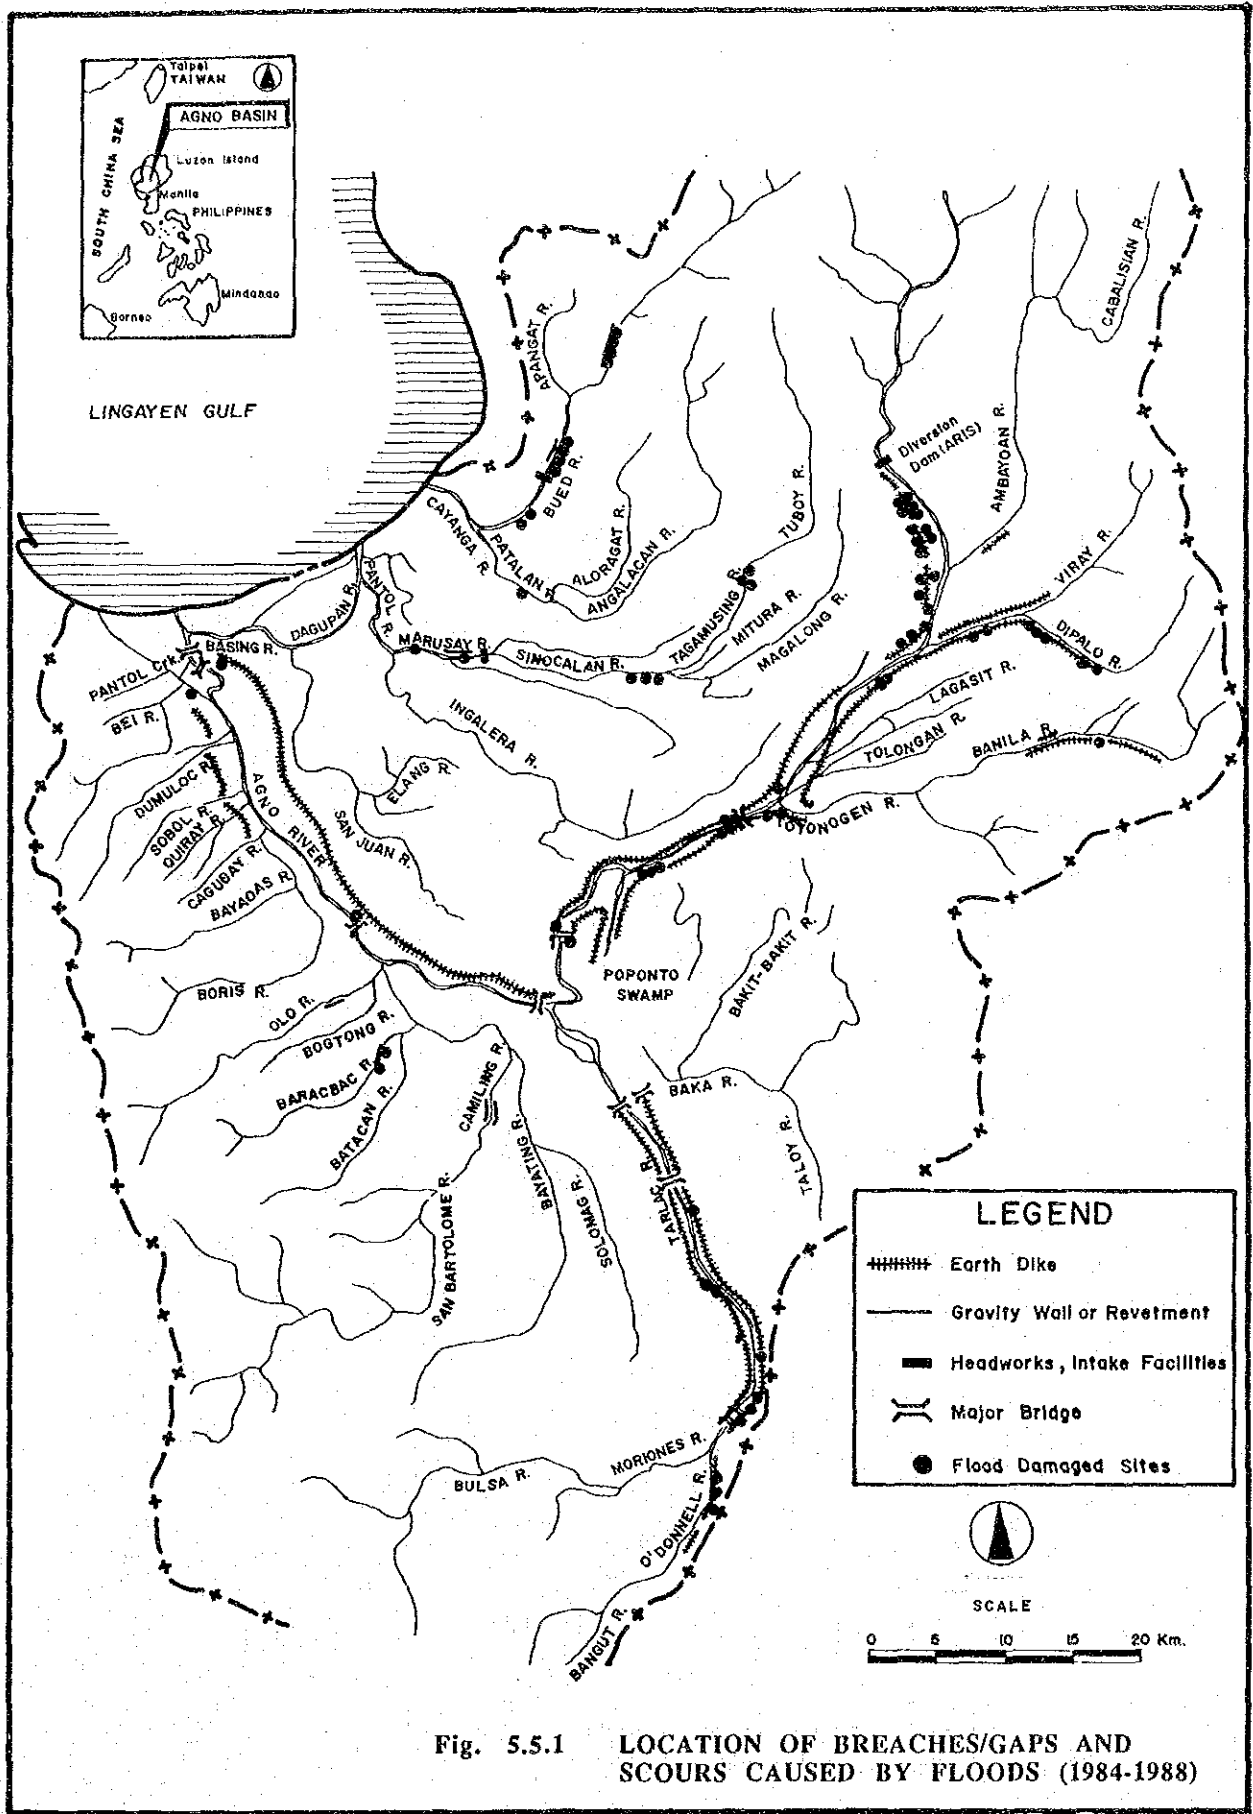 Taipei
TAIWAN
AGNO BASIN
SOUTH CHINA SEA
Luzon Island
Manila
PHILIPPINES
Mindanao
Borneo
LINGAYEN GULF
APANGAT R.
CABALISIAN R.
Diversion
Dam (ARIS)
AMBAYOAN R.
BUED R.
CAYANGA R.
PATALAN R.
ALORAGAT R.
ANGALACAN R.
TUBOY R.
VIRAY R.
DIPALO R.
PANTOL R.
DAGUPAN R.
BASING R.
MARUSAY R.
SINOCALAN R.
TAGAMUSING R.
MITURA R.
MAGALONG R.
PANTOL Crk.
BEI R.
INGALERA R.
LAGASIT R.
TOLONGAN R.
BANILA R.
TOTONOGEN R.
DUMULOC R.
SOBOL R.
QUIRAY R.
CAGUBAY R.
BAYAOAS R.
AGNO RIVER
ELANG R.
SAN JUAN R.
BORIS R.
OLO R.
BOGTONG R.
BARACBAC R.
BATACAN R.
CAMILING R.
POPONTO
SWAMP
BAKIT-BAKIT R.
BAKA R.
TALOY R.
TARLAC R.
BAYATING R.
SOLOMAG R.
SAN BARTOLOME R.
BULSA R.
MORIONES R.
O'DONNELL R.
BANGUT R.
LEGEND
Earth Dike
Gravity Wall or Revetment
Headworks, Intake Facilities
Major Bridge
Flood Damaged Sites
SCALE
0 5 10 15 20 Km.
Fig. 5.5.1 LOCATION OF BREACHES/GAPS AND
SCOURS CAUSED BY FLOODS (1984-1988)